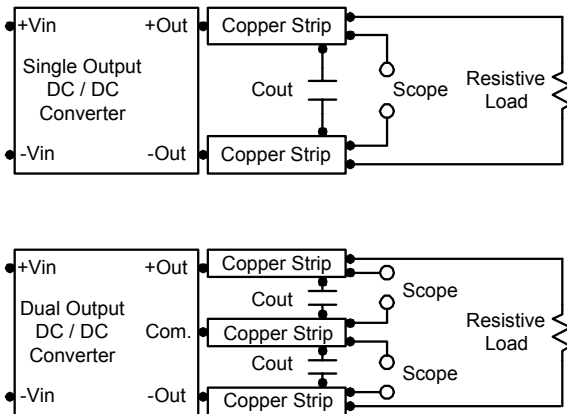 +Vin
+Out
Copper Strip
Single Output
DC / DC
Converter
Cout
Scope
Resistive
Load
-Vin
-Out
Copper Strip
+Vin
+Out
Copper Strip
Cout
Scope
Dual Output
DC / DC
Converter
Com.
Copper Strip
Resistive
Load
Cout
Scope
-Vin
-Out
Copper Strip